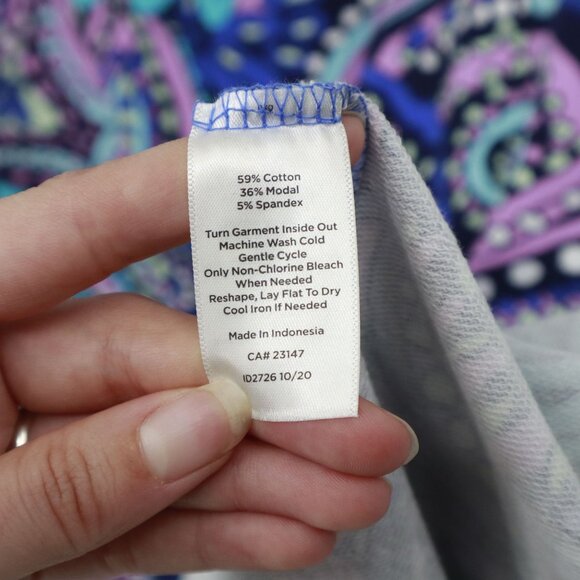 59% Cotton
36% Modal
5% Spandex
Turn Garment Inside Out
Machine Wash Cold
Gentle Cycle
Only Non-Chlorine Bleach
When Needed
Reshape, Lay Flat To Dry
Cool Iron If Needed
Made In Indonesia
CA# 23147
ID2726 10/20